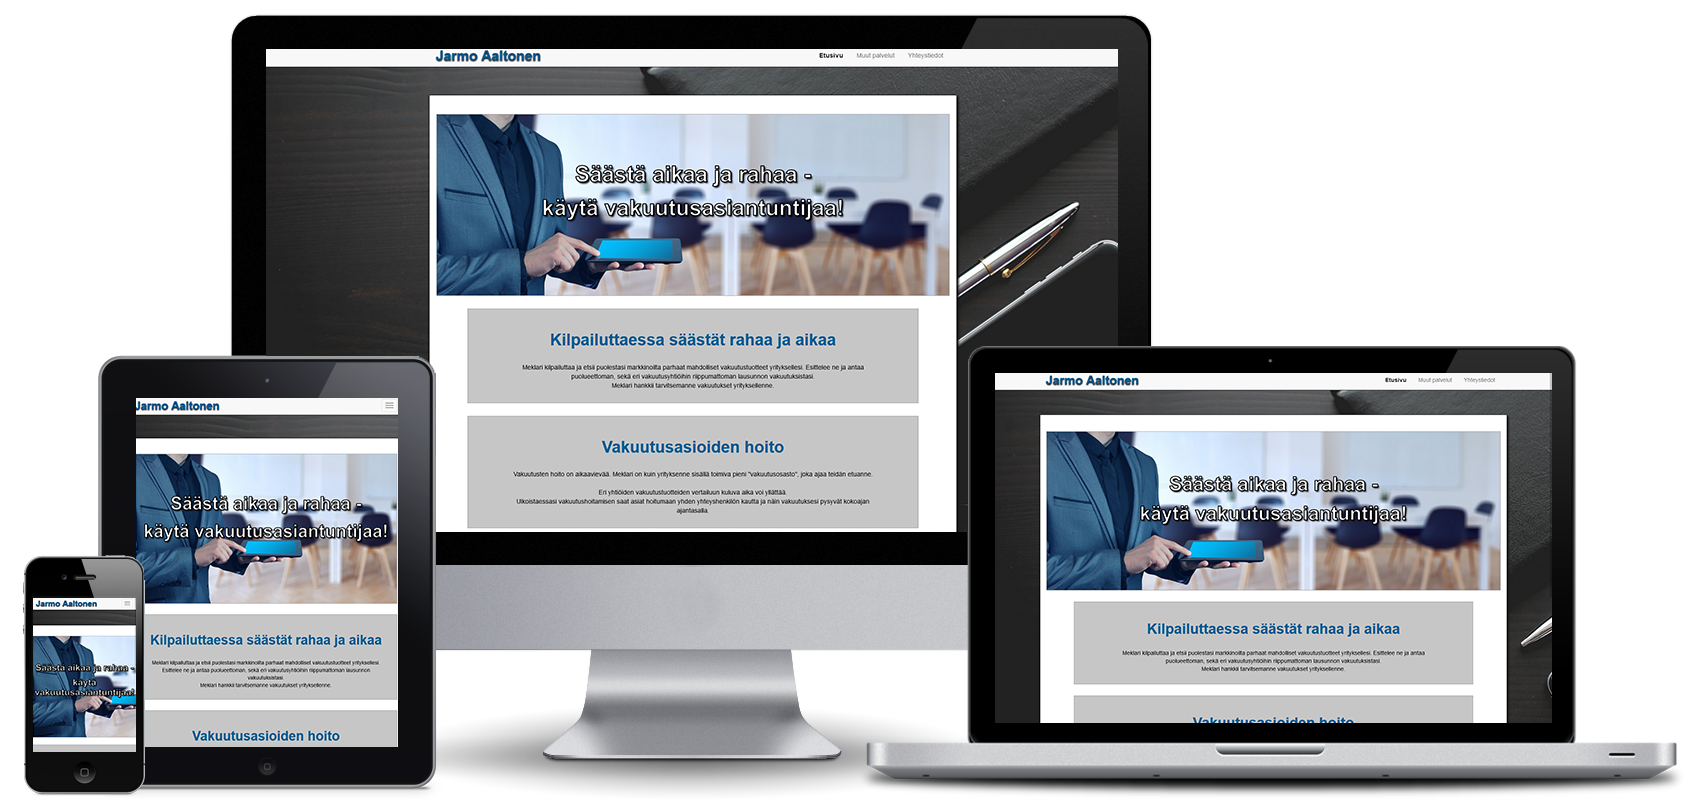 Jarmo Aaltonen
Etusivu Muut palvelut Yhteystiedot
Säästä aikaa ja rahaa -
käytä vakuutusasiantuntijaa!
Kilpailuttaessa säästät rahaa ja aikaa
Meklari kilpailuttaa ja etsii puolestasi markkinoilta parhaat mahdolliset vakuutustuotteet yrityksellesi. Esittelee ne ja antaa
puolueettoman, sekä eri vakuutusyhtiöihin riippumattoman lausunnon vakuutuksistasi.
Meklari hankkii tarvitsemanne vakuutukset yrityksellenne.
Vakuutusasioiden hoito
Vakuutusten hoito on aikaavievää. Meklari on kuin yrityksenne sisällä toimiva pieni "vakuutusosasto", joka ajaa teidän etuanne.
Eri yhtiöiden vakuutustuotteiden vertailuun kuluva aika voi yllättää.
Ulkoistaessasi vakuutushoitamisen saat asiat hoitumaan yhden yhteyshenkilön kautta ja näin vakuutuksesi pysyvät kokoajan
ajantasalla.
Jarmo Aaltonen
Säästä aikaa ja rahaa -
käytä vakuutusasiantuntijaa!
Kilpailuttaessa säästät rahaa ja aikaa
Meklari kilpailuttaa ja etsii puolestasi markkinoilta parhaat mahdolliset vakuutustuotteet yrityksellesi.
Esittelee ne ja antaa puolueettoman, sekä eri vakuutusyhtiöihin riippumattoman lausunnon
vakuutuksistasi.
Meklari hankkii tarvitsemanne vakuutukset yrityksellenne.
Vakuutusasioiden hoito
Jarmo Aaltonen
Säästä aikaa ja rahaa -
käytä
vakuutusasiantuntijaa!
Jarmo Aaltonen
Etusivu Muut palvelut Yhteystiedot
Säästä aikaa ja rahaa -
käytä vakuutusasiantuntijaa!
Kilpailuttaessa säästät rahaa ja aikaa
Meklari kilpailuttaa ja etsii puolestasi markkinoilta parhaat mahdolliset vakuutustuotteet yrityksellesi. Esittelee ne ja antaa
puolueettoman, sekä eri vakuutusyhtiöihin riippumattoman lausunnon vakuutuksistasi.
Meklari hankkii tarvitsemanne vakuutukset yrityksellenne.
Vakuutusasioiden hoito